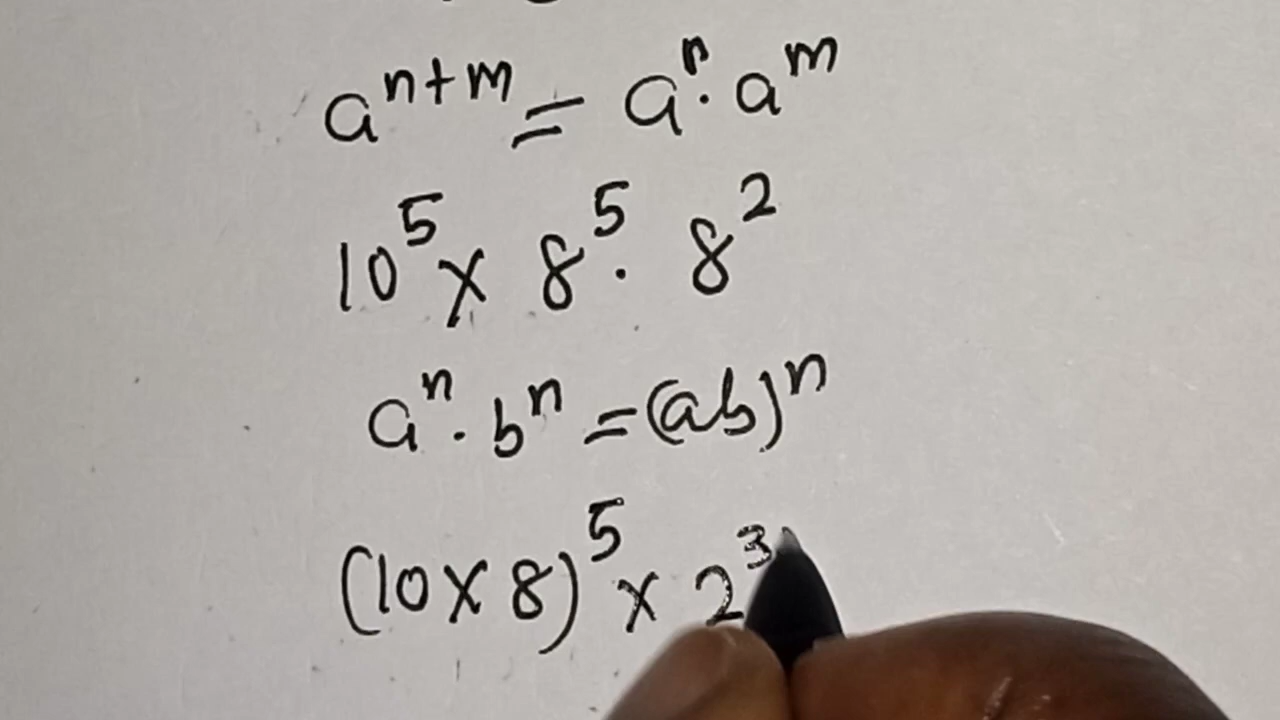 a^{n+m} = a^n · a^m
10^5 × 8^5 · 8^2
a^n · b^n = (ab)^n
(10 × 8)^5 × 2^3